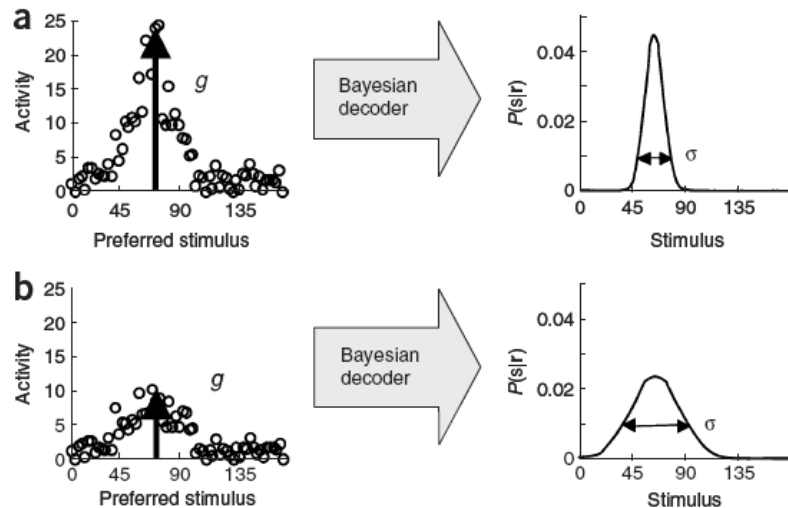 a
25
20
15
10
5
0
Activity
g
0 45 90 135
Preferred stimulus
Bayesian
decoder
0.04
0.02
0
P(s|r)
σ
0 45 90 135
Stimulus
b
25
20
15
10
5
0
Activity
g
0 45 90 135
Preferred stimulus
Bayesian
decoder
0.04
0.02
0
P(s|r)
σ
0 45 90 135
Stimulus